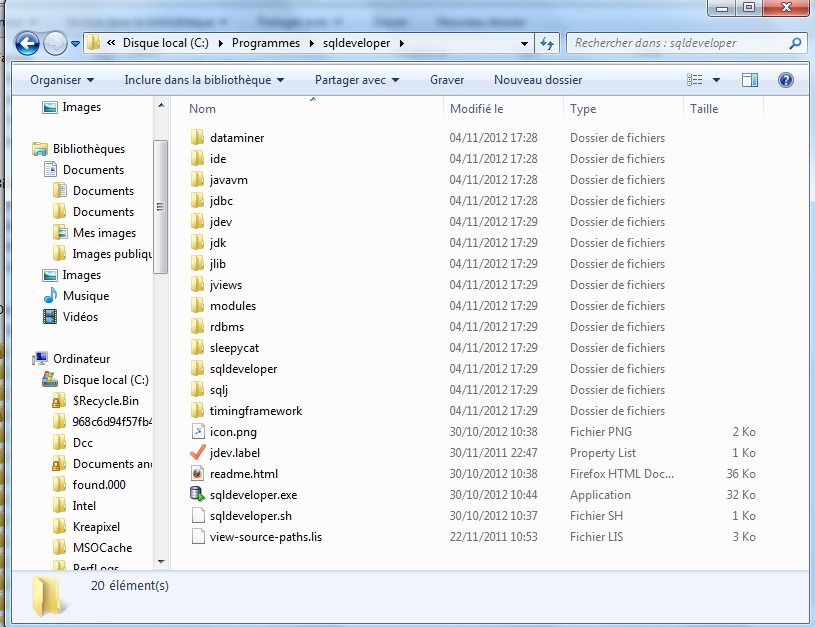 « Disque local (C:) Programmes sqldeveloper Rechercher dans : sqldeveloper
Organiser Inclure dans la bibliothèque Partager avec Graver Nouveau dossier
Images
Bibliothèques
Documents
Documents
Documents
Mes images
Images publiqu
Images
Musique
Vidéos
Ordinateur
Disque local (C:)
$Recycle.Bin
968c6d94f57fb4
Dcc
Documents and
found.000
Intel
Kreapixel
MSOCache
PerfLogs
Nom Modifié le Type Taille
dataminer 04/11/2012 17:28 Dossier de fichiers
ide 04/11/2012 17:28 Dossier de fichiers
javavm 04/11/2012 17:28 Dossier de fichiers
jdbc 04/11/2012 17:28 Dossier de fichiers
jdev 04/11/2012 17:29 Dossier de fichiers
jdk 04/11/2012 17:29 Dossier de fichiers
jlib 04/11/2012 17:29 Dossier de fichiers
jviews 04/11/2012 17:29 Dossier de fichiers
modules 04/11/2012 17:29 Dossier de fichiers
rdbms 04/11/2012 17:29 Dossier de fichiers
sleepycat 04/11/2012 17:29 Dossier de fichiers
sqldeveloper 04/11/2012 17:29 Dossier de fichiers
sqlj 04/11/2012 17:29 Dossier de fichiers
timingframework 04/11/2012 17:29 Dossier de fichiers
icon.png 30/10/2012 10:38 Fichier PNG 2 Ko
jdev.label 30/11/2011 22:47 Property List 1 Ko
readme.html 30/10/2012 10:38 Firefox HTML Doc... 36 Ko
sqldeveloper.exe 30/10/2012 10:44 Application 32 Ko
sqldeveloper.sh 30/10/2012 10:37 Fichier SH 1 Ko
view-source-paths.lis 22/11/2011 10:53 Fichier LIS 3 Ko
20 élément(s)